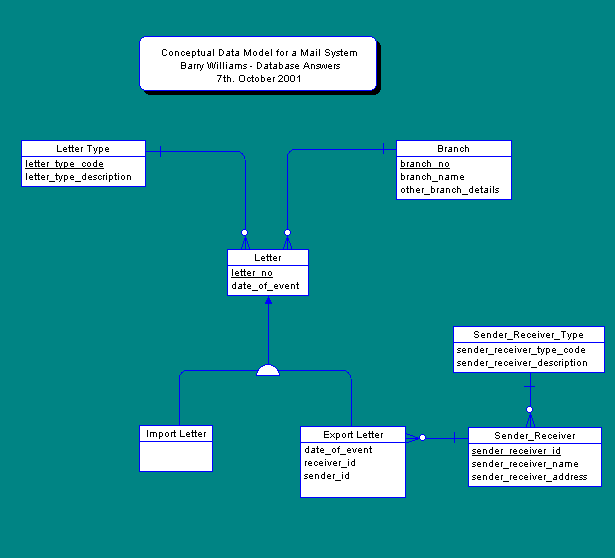 Conceptual Data Model for a Mail System
Barry Williams - Database Answers
7th. October 2001
Letter Type
letter_type_code
letter_type_description
Branch
branch_no
branch_name
other_branch_details
Letter
letter_no
date_of_event
Sender_Receiver_Type
sender_receiver_type_code
sender_receiver_description
Import Letter
Export Letter
date_of_event
receiver_id
sender_id
Sender_Receiver
sender_receiver_id
sender_receiver_name
sender_receiver_address